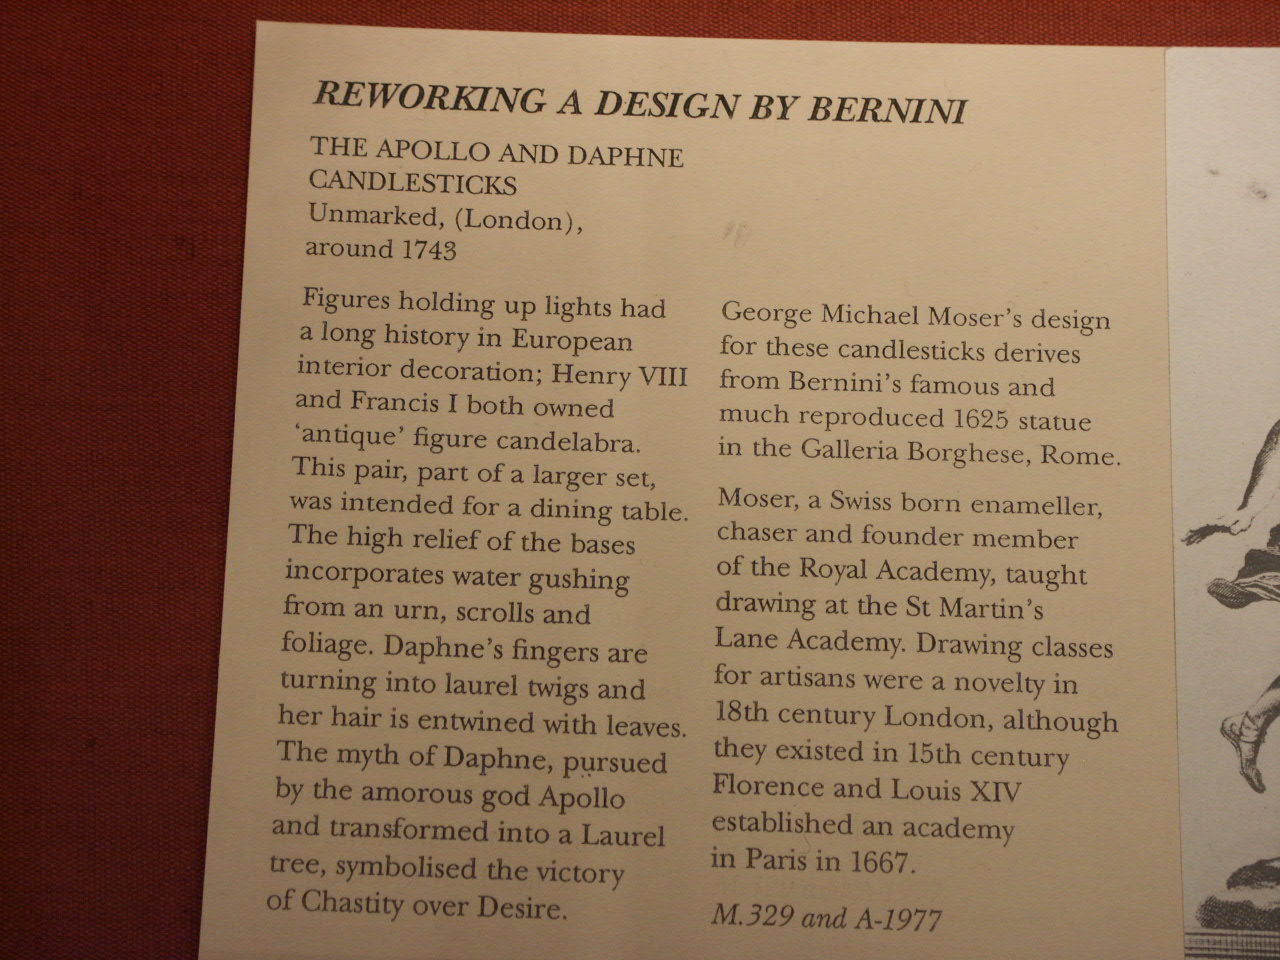 REWORKING A DESIGN BY BERNINI
THE APOLLO AND DAPHNE
CANDLESTICKS
Unmarked, (London),
around 1743
Figures holding up lights had
a long history in European
interior decoration; Henry VIII
and Francis I both owned
‘antique’ figure candelabra.
This pair, part of a larger set,
was intended for a dining table.
The high relief of the bases
incorporates water gushing
from an urn, scrolls and
foliage. Daphne’s fingers are
turning into laurel twigs and
her hair is entwined with leaves.
The myth of Daphne, pursued
by the amorous god Apollo
and transformed into a Laurel
tree, symbolised the victory
of Chastity over Desire.
George Michael Moser’s design
for these candlesticks derives
from Bernini’s famous and
much reproduced 1625 statue
in the Galleria Borghese, Rome.
Moser, a Swiss born enameller,
chaser and founder member
of the Royal Academy, taught
drawing at the St Martin’s
Lane Academy. Drawing classes
for artisans were a novelty in
18th century London, although
they existed in 15th century
Florence and Louis XIV
established an academy
in Paris in 1667.
M.329 and A-1977